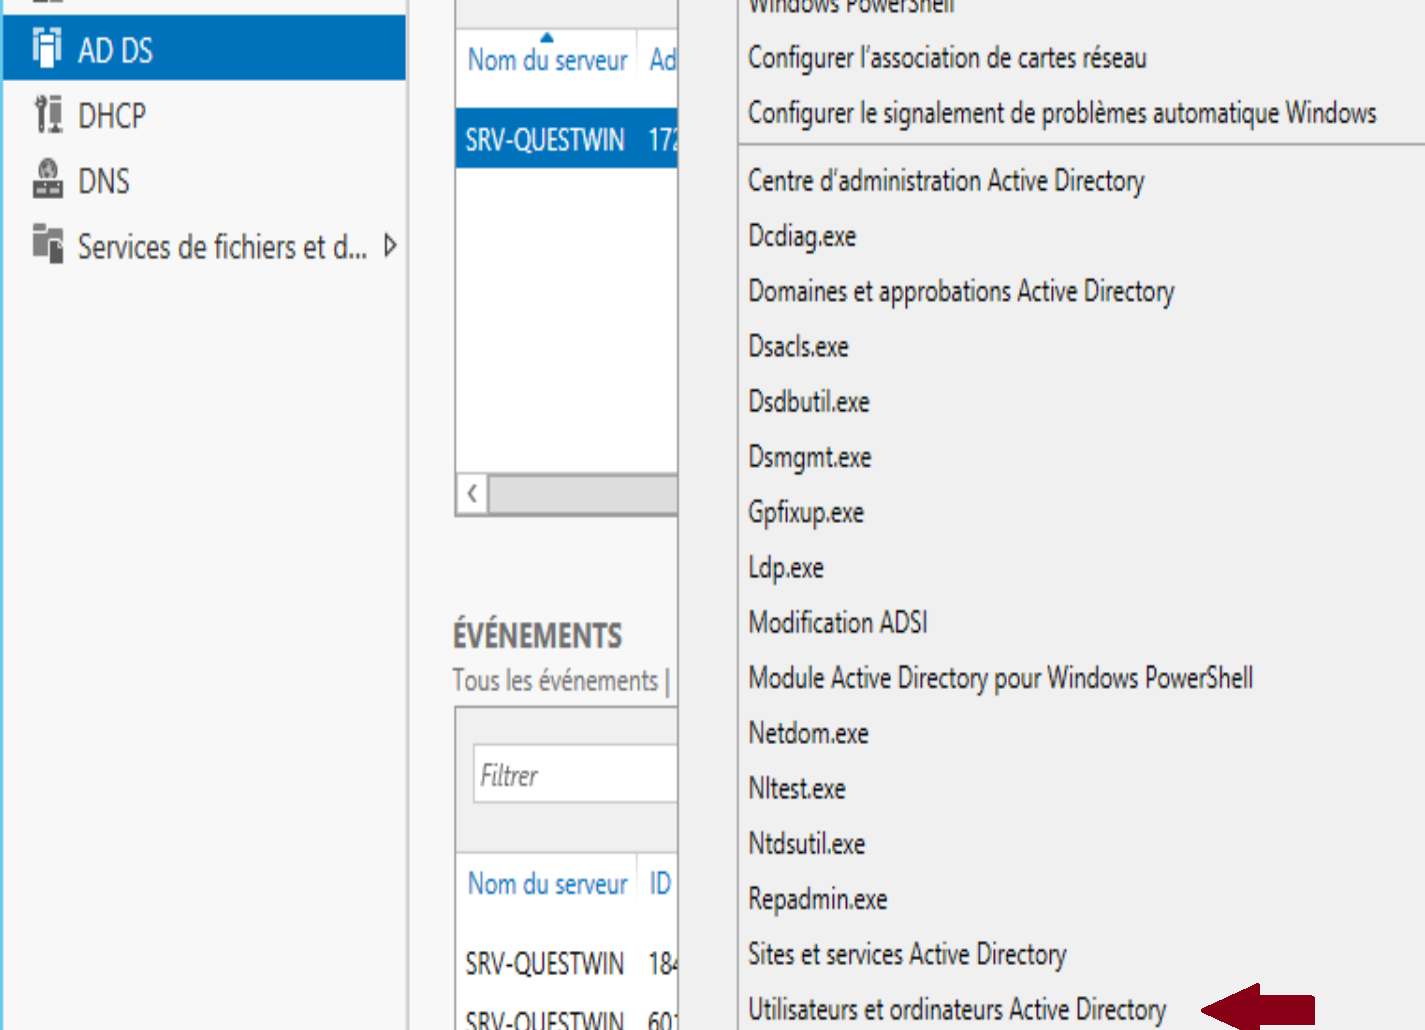 AD DS
DHCP
DNS
Services de fichiers et d...
Nom du serveur Ad
SRV-QUESTWIN 172
ÉVÉNEMENTS
Tous les événements |
Filtrer
Nom du serveur ID
SRV-QUESTWIN 184
SRV-QUESTWIN 601
Windows PowerShell
Configurer l'association de cartes réseau
Configurer le signalement de problèmes automatique Windows
Centre d'administration Active Directory
Dcdiag.exe
Domaines et approbations Active Directory
Dsacls.exe
Dsdbutil.exe
Dsmgmt.exe
Gpfixup.exe
Ldp.exe
Modification ADSI
Module Active Directory pour Windows PowerShell
Netdom.exe
Nltest.exe
Ntdsutil.exe
Repadmin.exe
Sites et services Active Directory
Utilisateurs et ordinateurs Active Directory